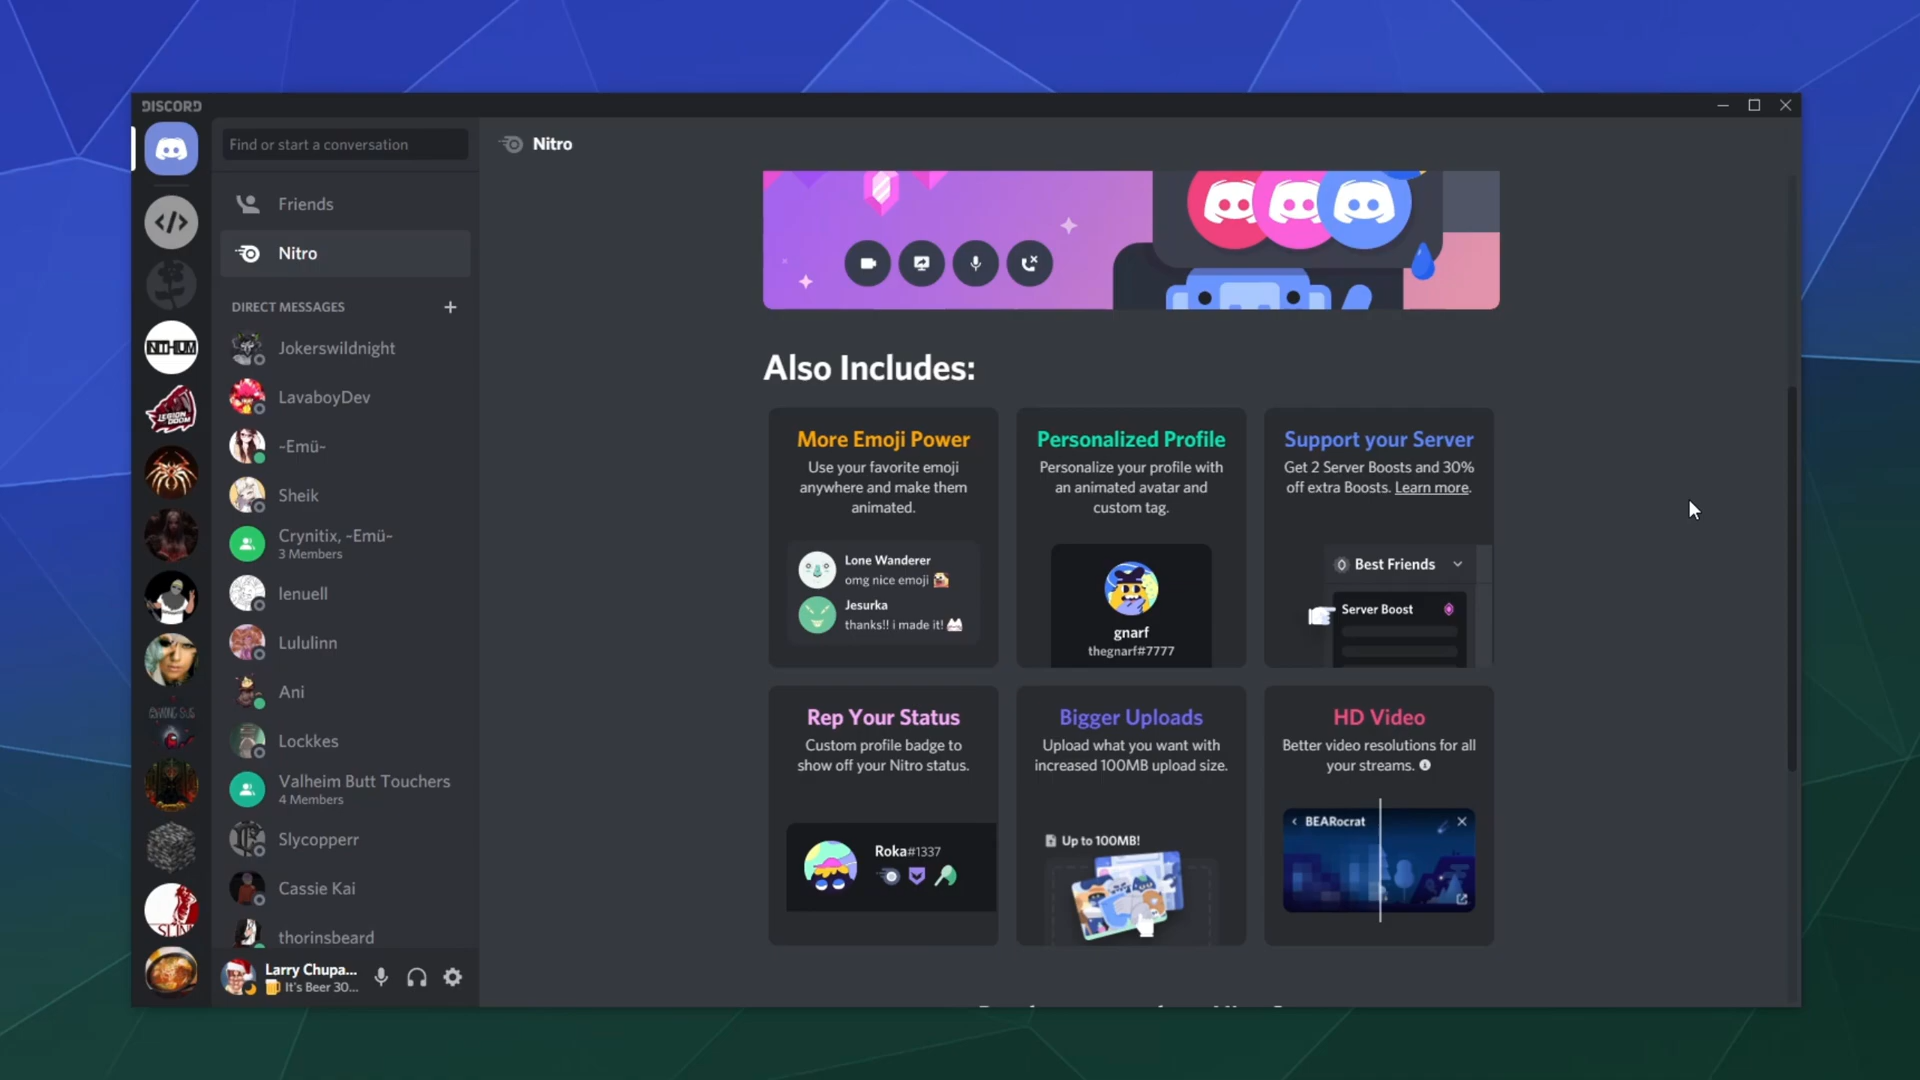 DISCORD
Find or start a conversation
Nitro
Friends
Nitro
DIRECT MESSAGES
Jokerswildnight
LavaboyDev
~Emü~
Sheik
Crynitix, ~Emü~
3 Members
lenuell
Lululinn
Ani
Lockkes
Valheim Butt Touchers
4 Members
Slycopperr
Cassie Kai
thorinsbeard
Larry Chupa...
It's Beer 30...
NITHIUM
LEGION
DOOM
Also Includes:
More Emoji Power
Use your favorite emoji
anywhere and make them
animated.
Lone Wanderer
omg nice emoji
Jesurka
thanks!! i made it!
Personalized Profile
Personalize your profile with
an animated avatar and
custom tag.
gnarf
thegnarf#7777
Support your Server
Get 2 Server Boosts and 30%
off extra Boosts. Learn more.
Best Friends
Server Boost
Rep Your Status
Custom profile badge to
show off your Nitro status.
Roka#1337
Bigger Uploads
Upload what you want with
increased 100MB upload size.
Up to 100MB!
HD Video
Better video resolutions for all
your streams.
BEARocrat